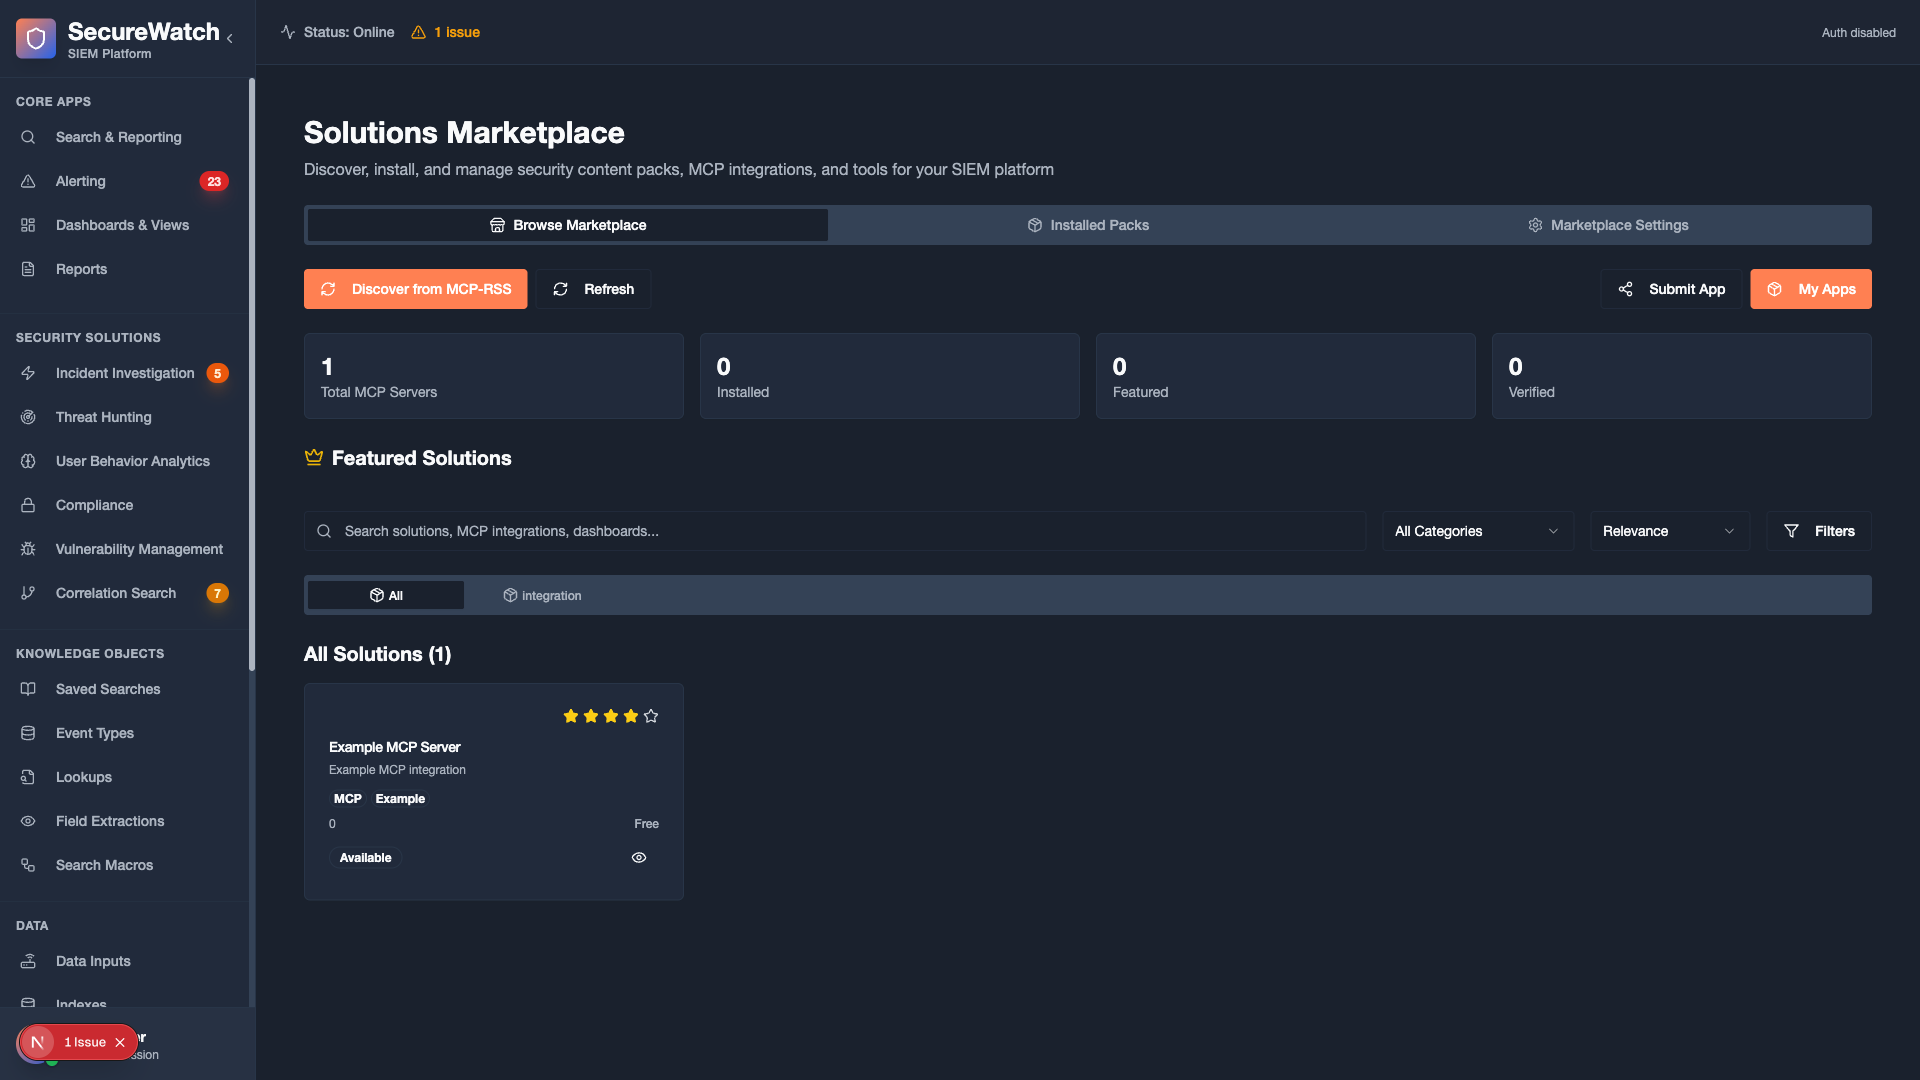 SecureWatch
SIEM Platform
CORE APPS
Search & Reporting
Alerting 23
Dashboards & Views
Reports
SECURITY SOLUTIONS
Incident Investigation 5
Threat Hunting
User Behavior Analytics
Compliance
Vulnerability Management
Correlation Search 7
KNOWLEDGE OBJECTS
Saved Searches
Event Types
Lookups
Field Extractions
Search Macros
DATA
Data Inputs
Indexes
N 1 Issue
Status: Online 1 issue Auth disabled
Solutions Marketplace
Discover, install, and manage security content packs, MCP integrations, and tools for your SIEM platform
Browse Marketplace Installed Packs Marketplace Settings
Discover from MCP-RSS Refresh Submit App My Apps
1
Total MCP Servers
0
Installed
0
Featured
0
Verified
Featured Solutions
Search solutions, MCP integrations, dashboards... All Categories Relevance Filters
All integration
All Solutions (1)
Example MCP Server
Example MCP integration
MCP Example
0 Free
Available